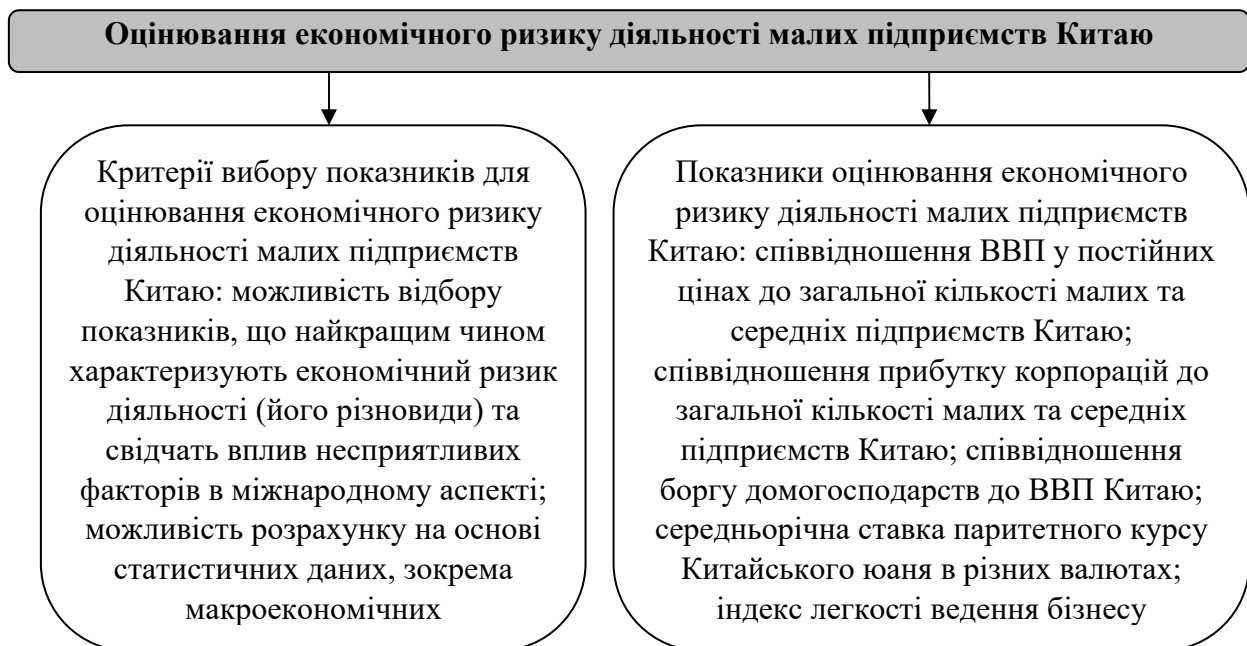 Оцінювання економічного ризику діяльності малих підприємств Китаю
Критерії вибору показників для
оцінювання економічного ризику
діяльності малих підприємств
Китаю: можливість відбору
показників, що найкращим чином
характеризують економічний ризик
діяльності (його різновиди) та
свідчать вплив несприятливих
факторів в міжнародному аспекті;
можливість розрахунку на основі
статистичних даних, зокрема
макроекономічних
Показники оцінювання економічного
ризику діяльності малих підприємств
Китаю: співвідношення ВВП у постійних
цінах до загальної кількості малих та
середніх підприємств Китаю;
співвідношення прибутку корпорацій до
загальної кількості малих та середніх
підприємств Китаю; співвідношення
боргу домогосподарств до ВВП Китаю;
середньорічна ставка паритетного курсу
Китайського юаня в різних валютах;
індекс легкості ведення бізнесу